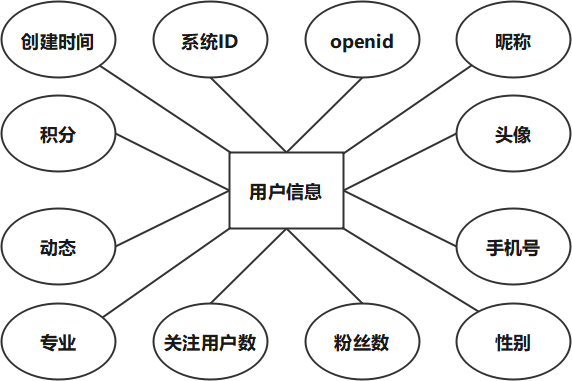 创建时间
系统ID
openid
昵称
积分
头像
用户信息
动态
手机号
专业
关注用户数
粉丝数
性别